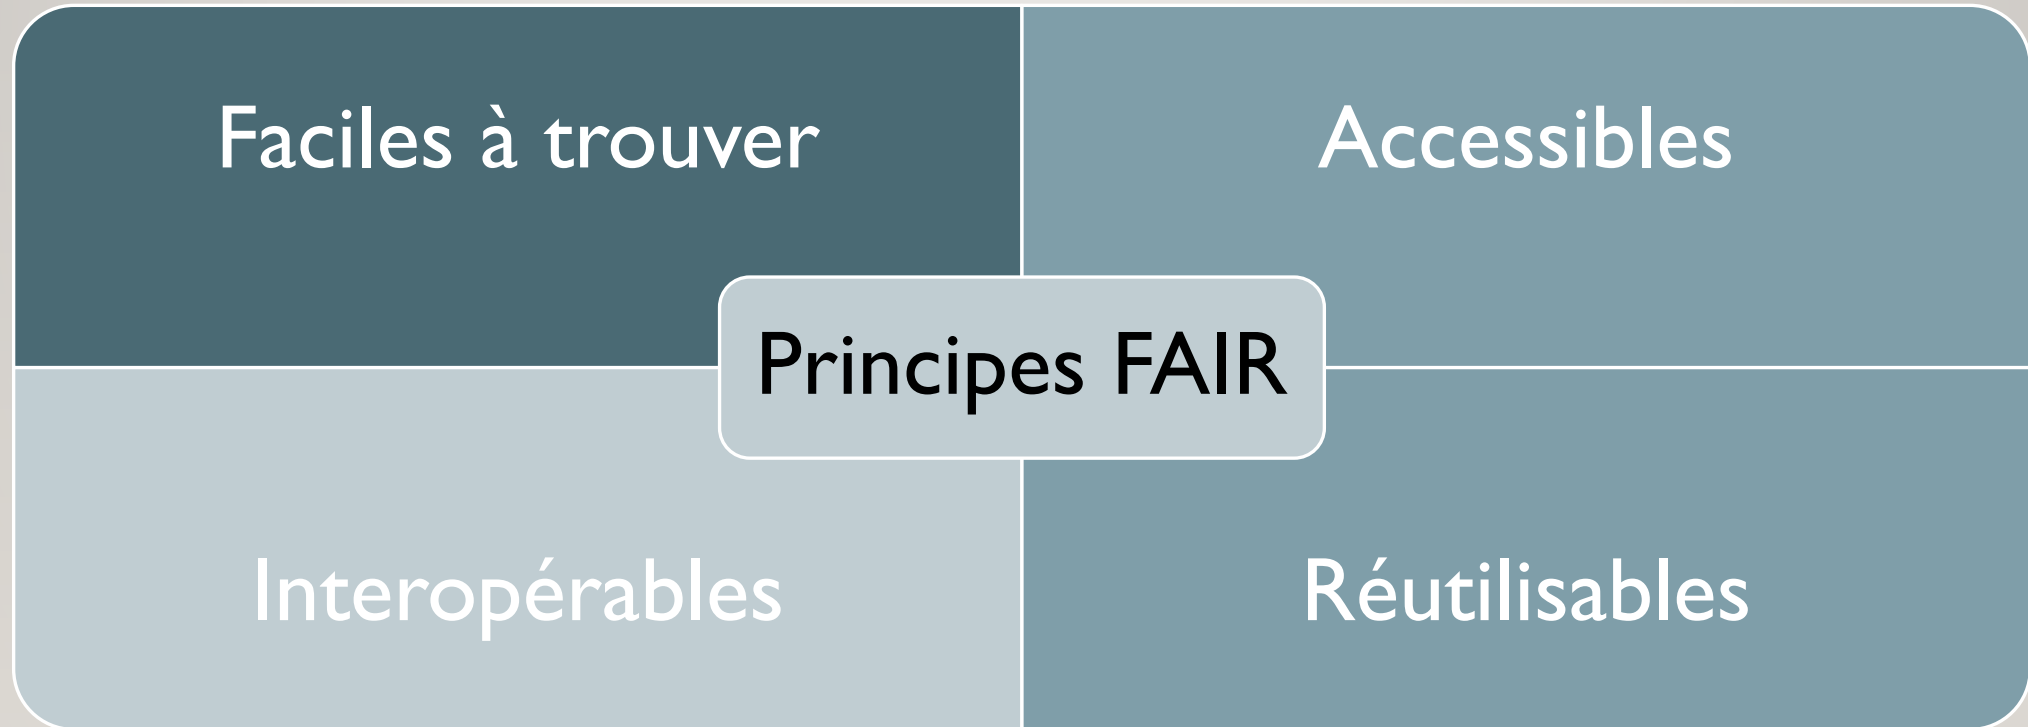 Faciles à trouver
Accessibles
Principes FAIR
Interopérables
Réutilisables